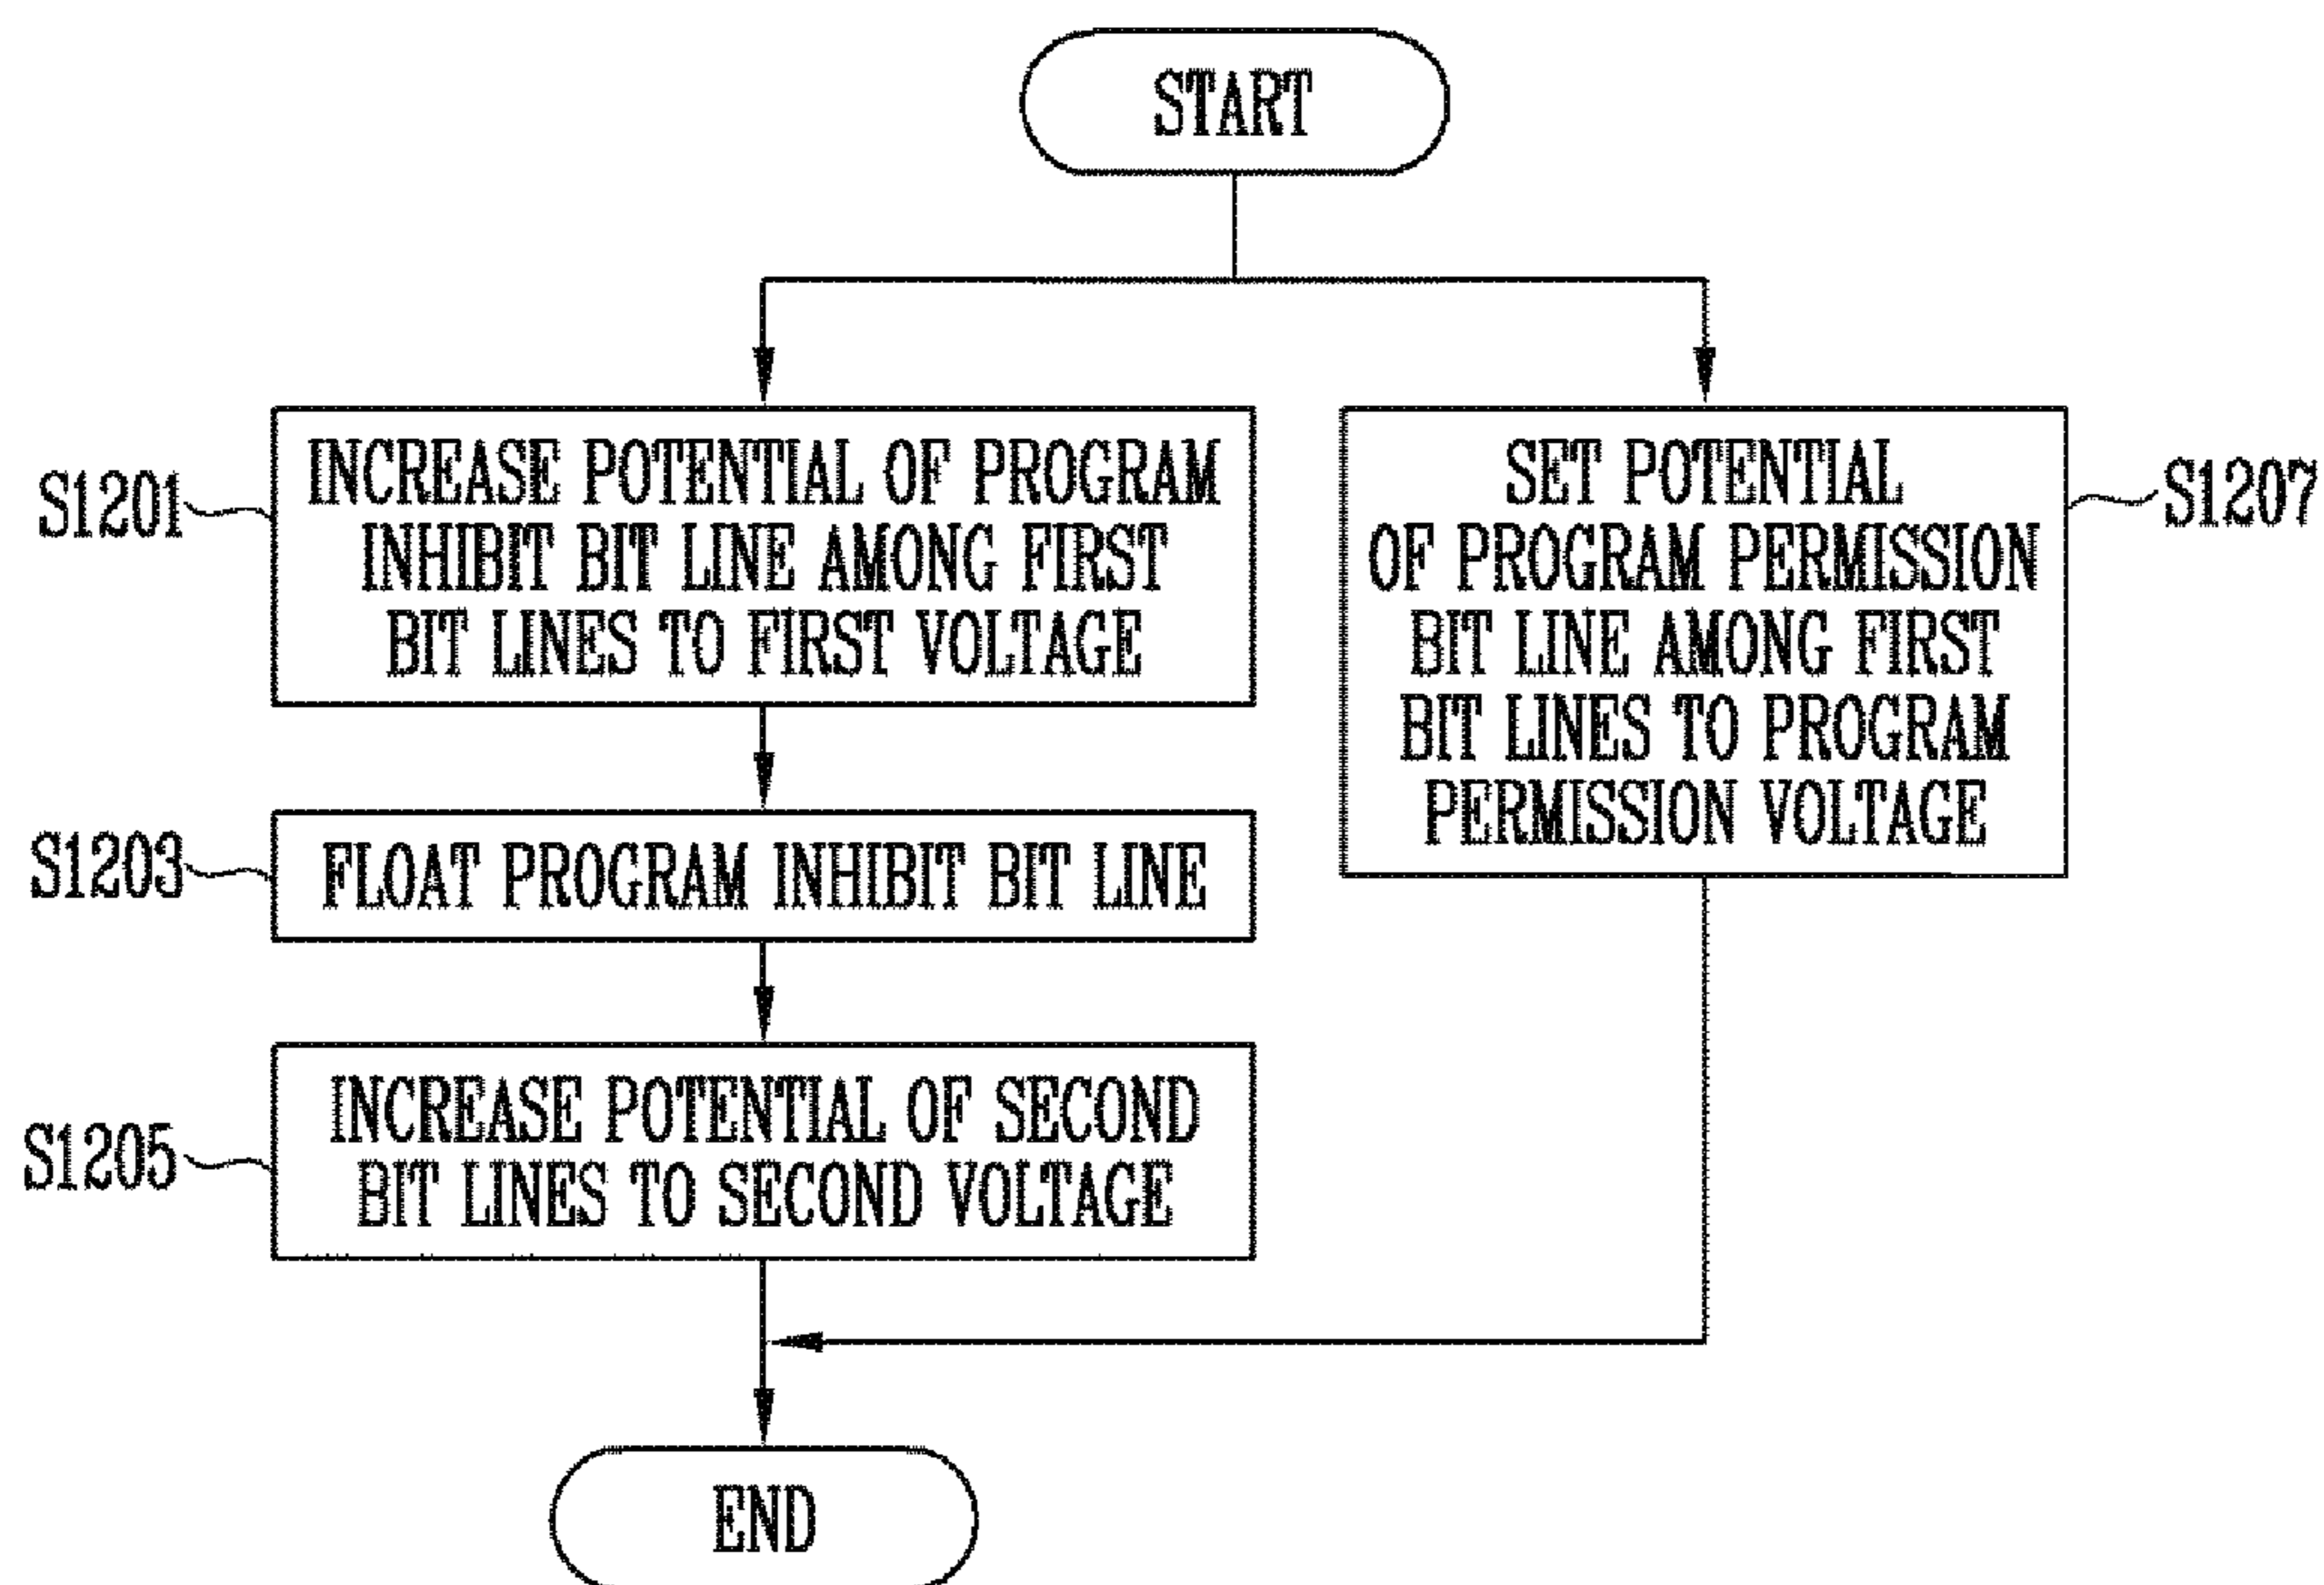 START
S1201
INCREASE POTENTIAL OF PROGRAM
INHIBIT BIT LINE AMONG FIRST
BIT LINES TO FIRST VOLTAGE
SET POTENTIAL
OF PROGRAM PERMISSION
BIT LINE AMONG FIRST
BIT LINES TO PROGRAM
PERMISSION VOLTAGE
S1207
S1203
FLOAT PROGRAM INHIBIT BIT LINE
S1205
INCREASE POTENTIAL OF SECOND
BIT LINES TO SECOND VOLTAGE
END